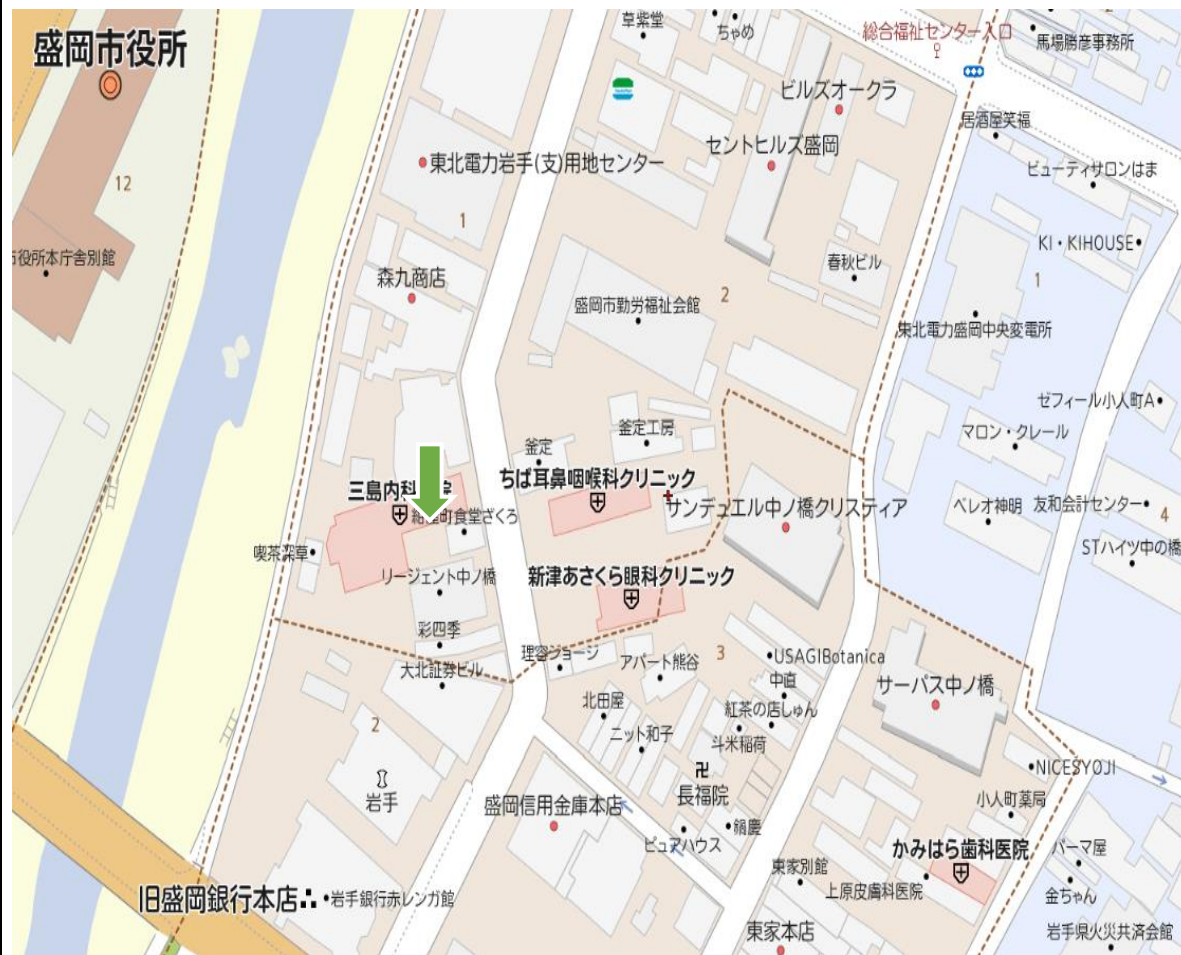 草紫堂
ちゃめ
総合福祉センター入口
馬場勝彦事務所
盛岡市役所
ビルズオークラ
居酒屋笑福
セントヒルズ盛岡
東北電力岩手(支)用地センター
ビューティサロンはま
12
1
KI・KIHOUSE
役所本庁舎別館
森九商店
春秋ビル
2
1
盛岡市勤労福祉会館
東北電力盛岡中央変電所
ゼフィール小人町A
釜定
釜定工房
マロン・クレール
三島内科
院
ちば耳鼻咽喉科クリニック
サンデュエル中ノ橋クリスティア
ベレオ神明
友和会計センター
4
町食堂ざくろ
喫茶深草
STハイツ中の橋
リージェント中ノ橋
新津あさくら眼科クリニック
彩四季
理容ジョージ
アパート熊谷
3
USAGIBotanica
大北証券ビル
中直
サーパス中ノ橋
北田屋
紅茶の店しゅん
2
ニット和子
斗米稲荷
NICESYOJI
岩手
盛岡信用金庫本店
長福院
小人町薬局
鍋慶
ピュアハウス
かみはら歯科医院
パーマ屋
東家別館
上原皮膚科医院
金ちゃん
旧盛岡銀行本店
岩手銀行赤レンガ館
東家本店
岩手県火災共済会館